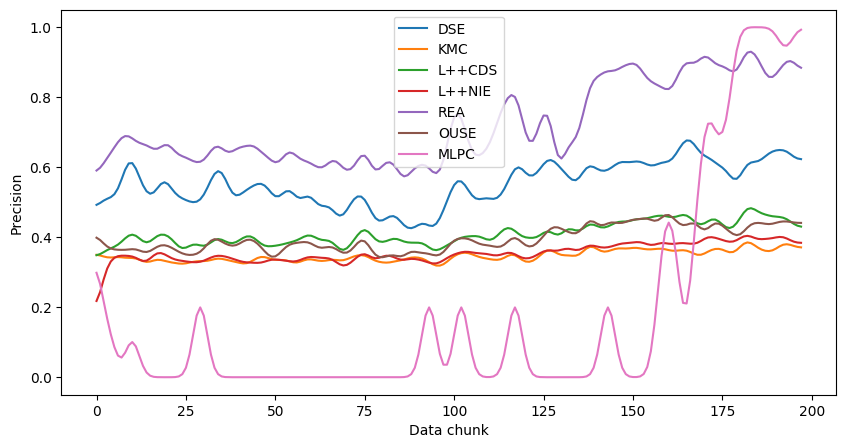 1.0
0.8
0.6
0.4
0.2
0.0
Precision
DSE
KMC
L++CDS
L++NIE
REA
OUSE
MLPC
0 25 50 75 100 125 150 175 200
Data chunk